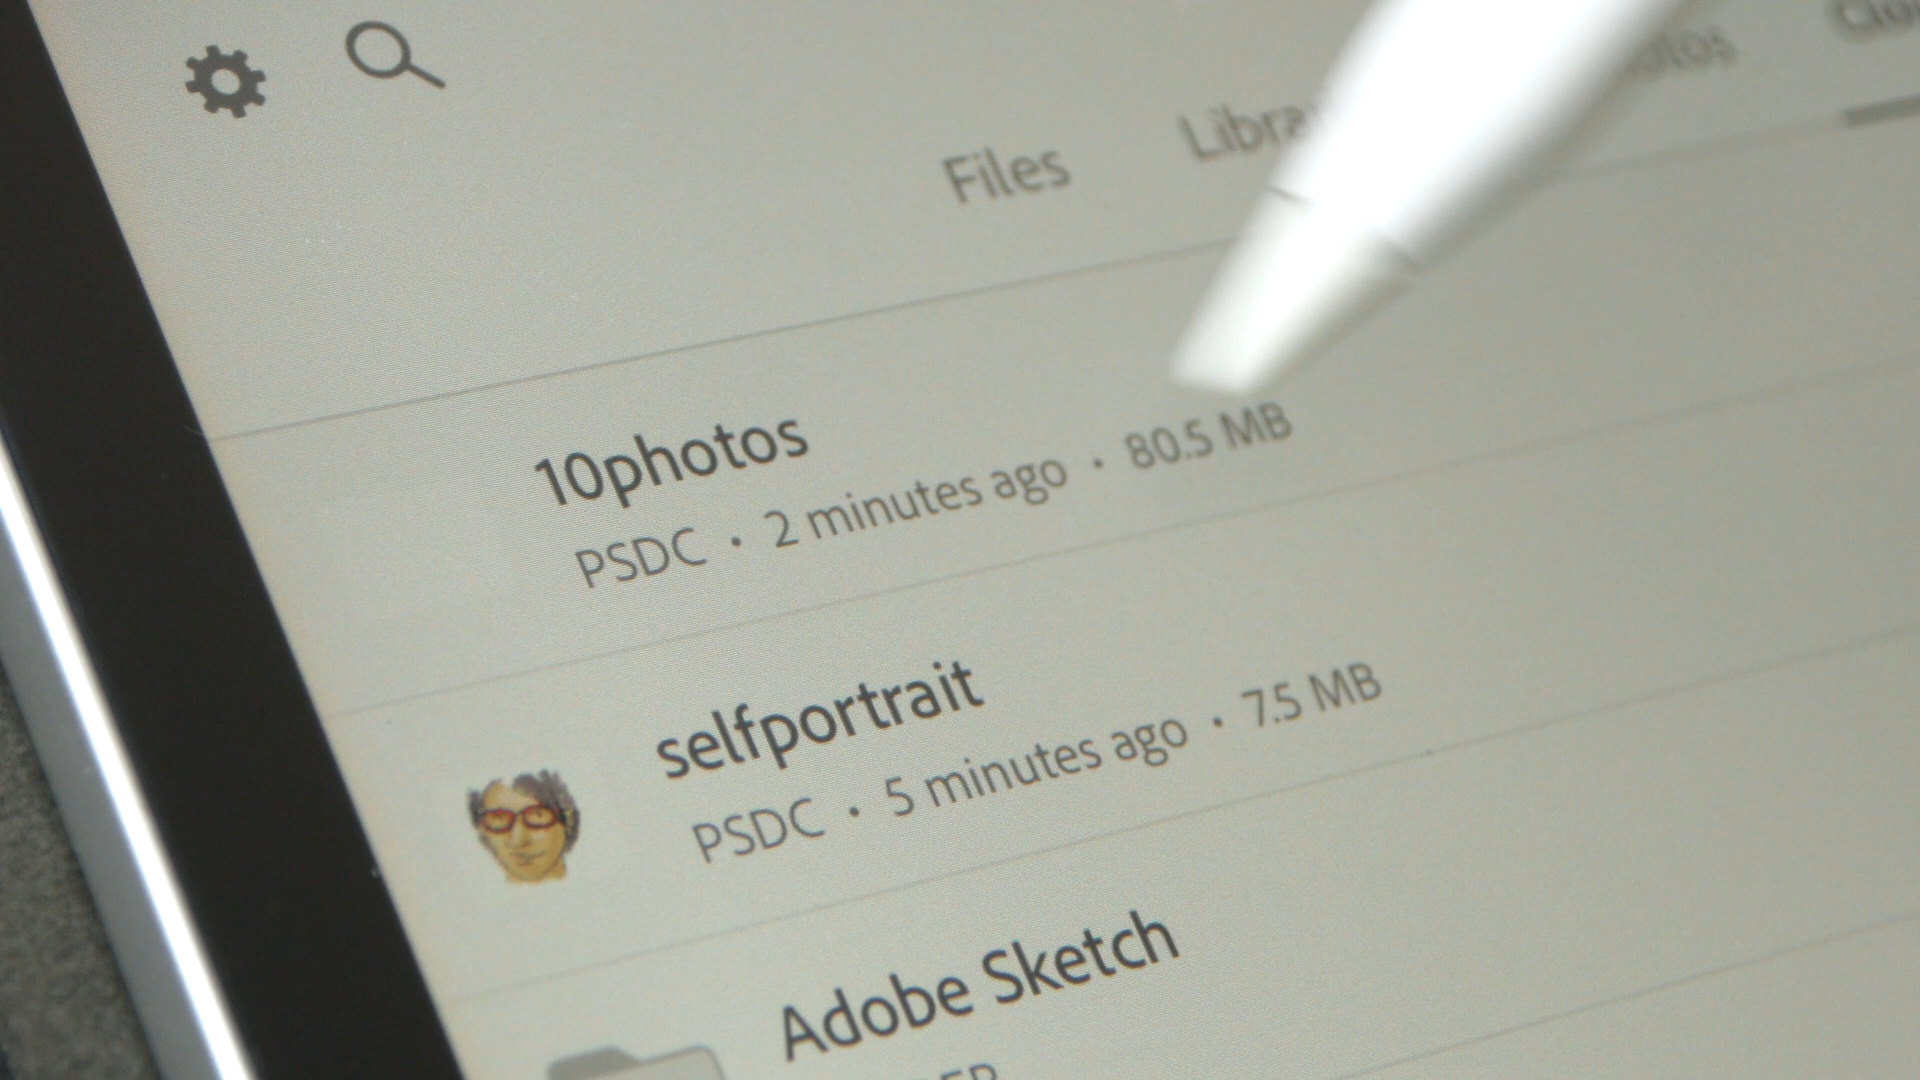 Files
10photos
PSDC • 2 minutes ago • 80.5 MB
selfportrait
PSDC • 5 minutes ago • 7.5 MB
Adobe Sketch